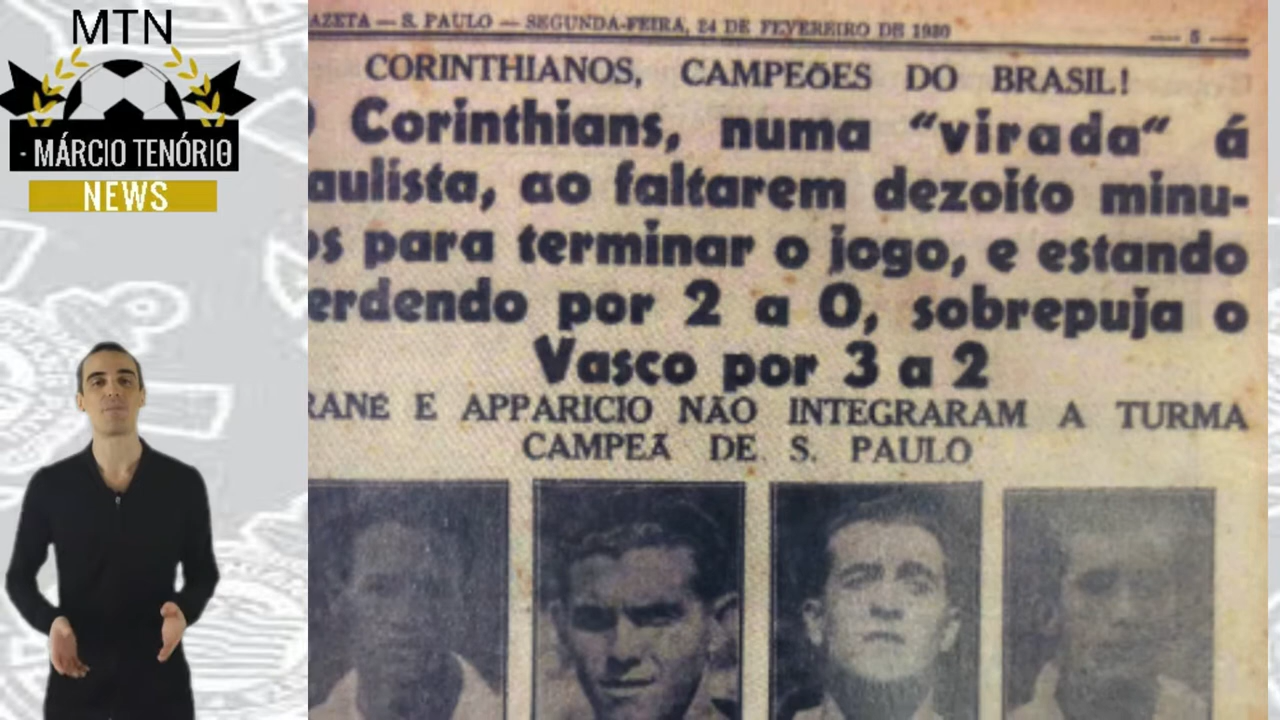 MTN
- MÁRCIO TENÓRIO
NEWS
AZETA — S. PAULO — SEGUNDA-FEIRA, 24 DE FEVEREIRO DE 1930 — 5 —
CORINTHIANOS, CAMPEÕES DO BRASIL!
O Corinthians, numa “virada“ á
aulista, ao faltarem dezoito minu-
os para terminar o jogo, e estando
erdendo por 2 a 0, sobrepuja o
Vasco por 3 a 2
RANÉ E APPARICIO NÃO INTEGRARAM A TURMA
CAMPEÃ DE S. PAULO